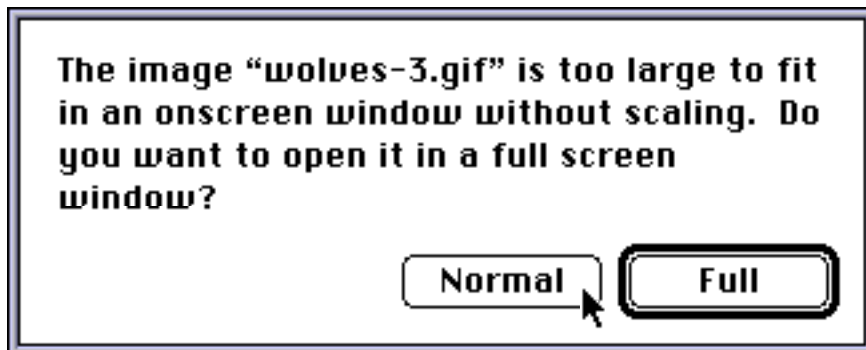 The image “wolves-3.gif” is too large to fit
in an onscreen window without scaling.  Do
you want to open it in a full screen
window?
Normal
Full